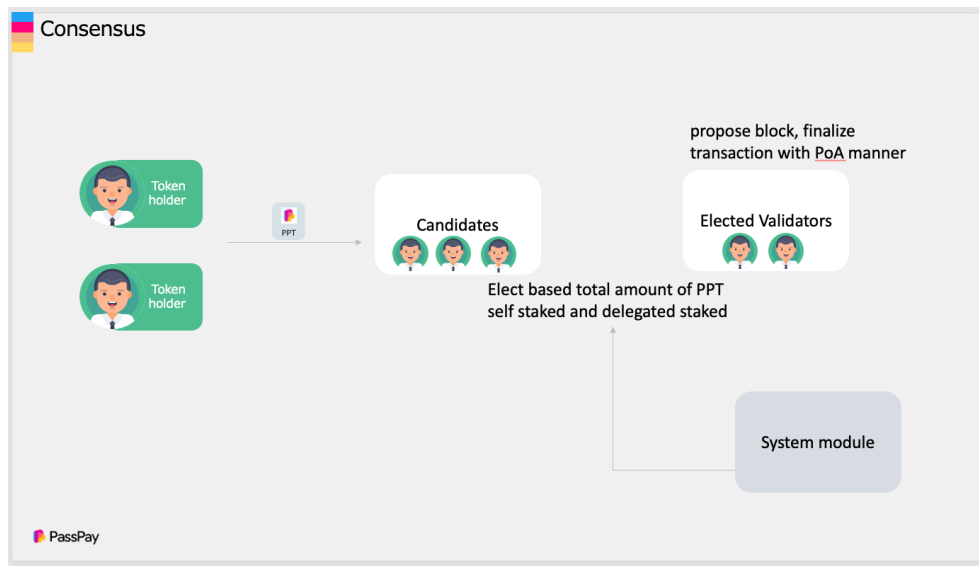 Consensus
propose block, finalize
transaction with PoA manner
Token
holder
PPT
Candidates
Elected Validators
Token
holder
Elect based total amount of PPT
self staked and delegated staked
System module
PassPay